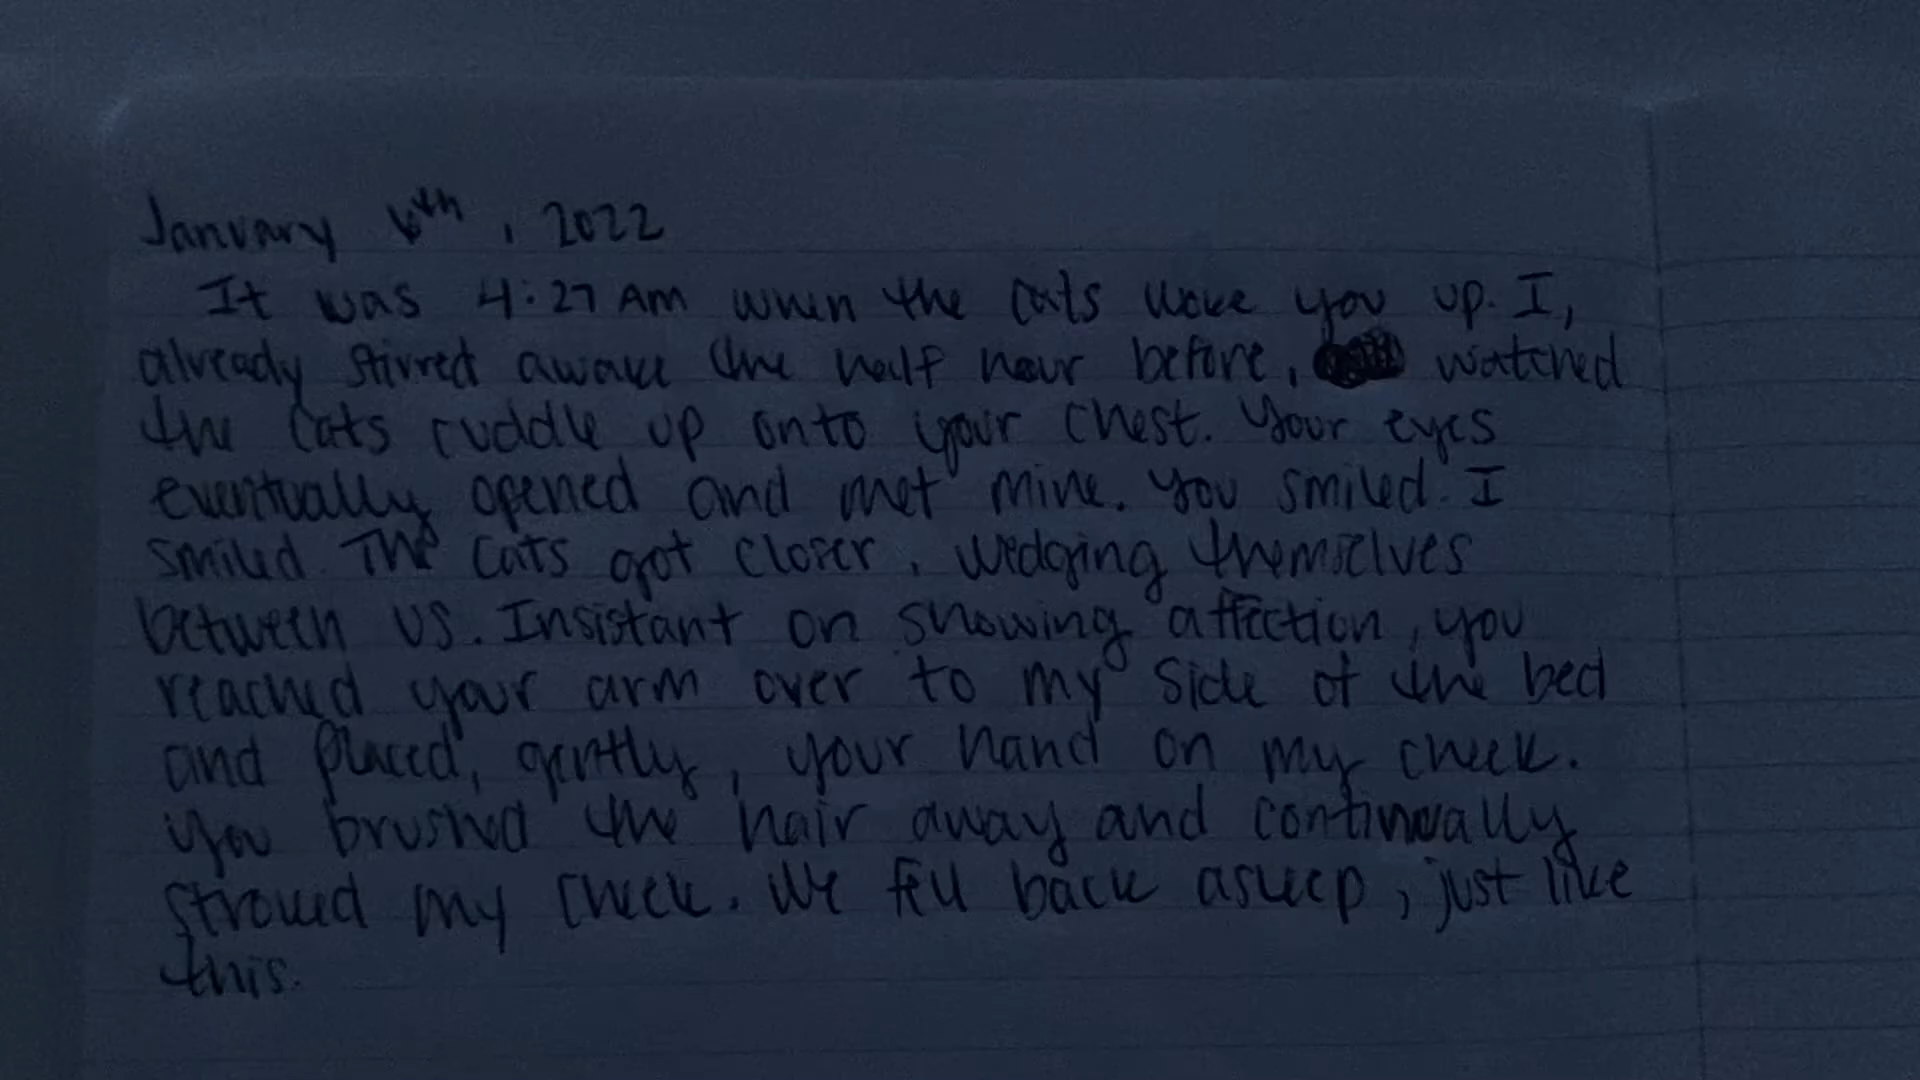 January 6th, 2022
It was 4:27 AM when the cats woke you up. I,
already stirred awake the half hour before, watched
the cats cuddle up onto your chest. Your eyes
eventually opened and met mine. You smiled. I
smiled. The cats got closer, wedging themselves
between us. Insistant on showing affection, you
reached your arm over to my side of the bed
and placed, gently, your hand on my cheek.
You brushed the hair away and continually
stroked my cheek. We fell back asleep, just like
this.